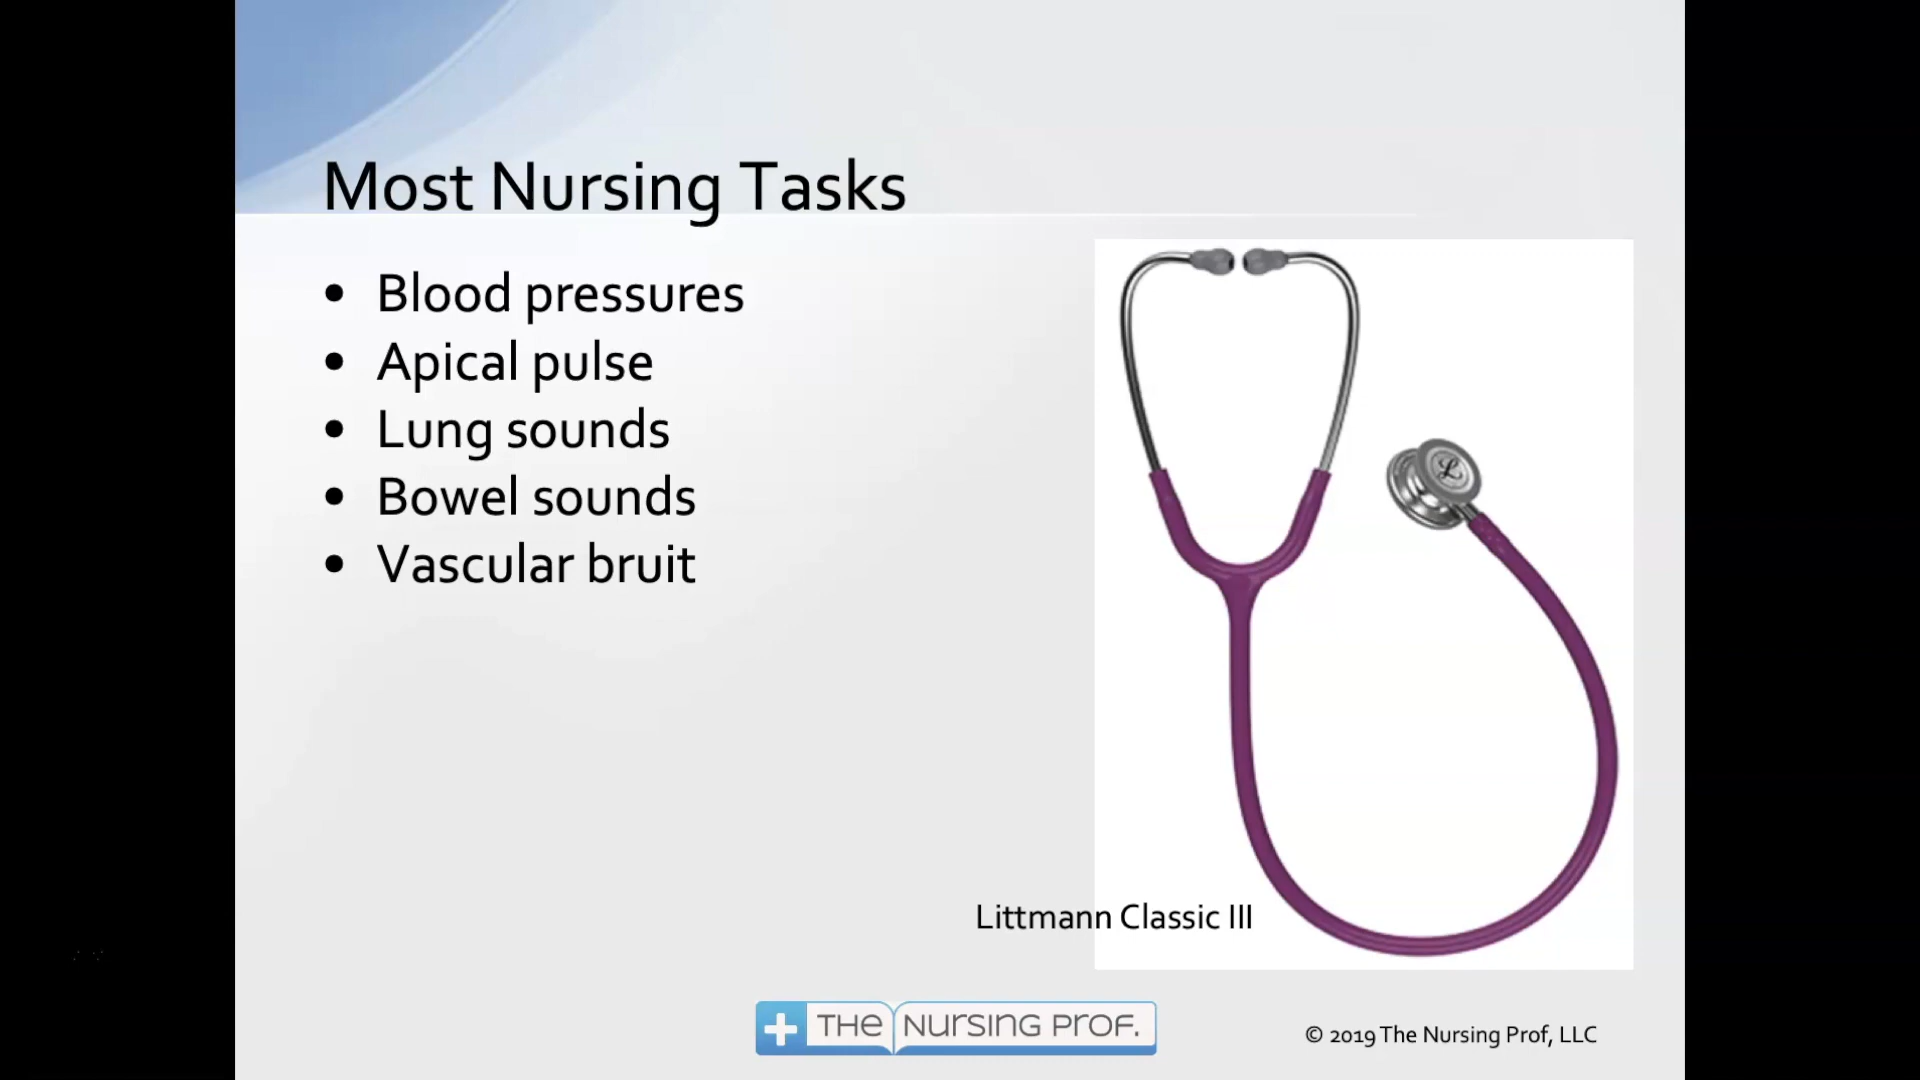 Most Nursing Tasks
• Blood pressures
• Apical pulse
• Lung sounds
• Bowel sounds
• Vascular bruit
L
Littmann Classic III
THE NURSING PROF.
© 2019 The Nursing Prof, LLC